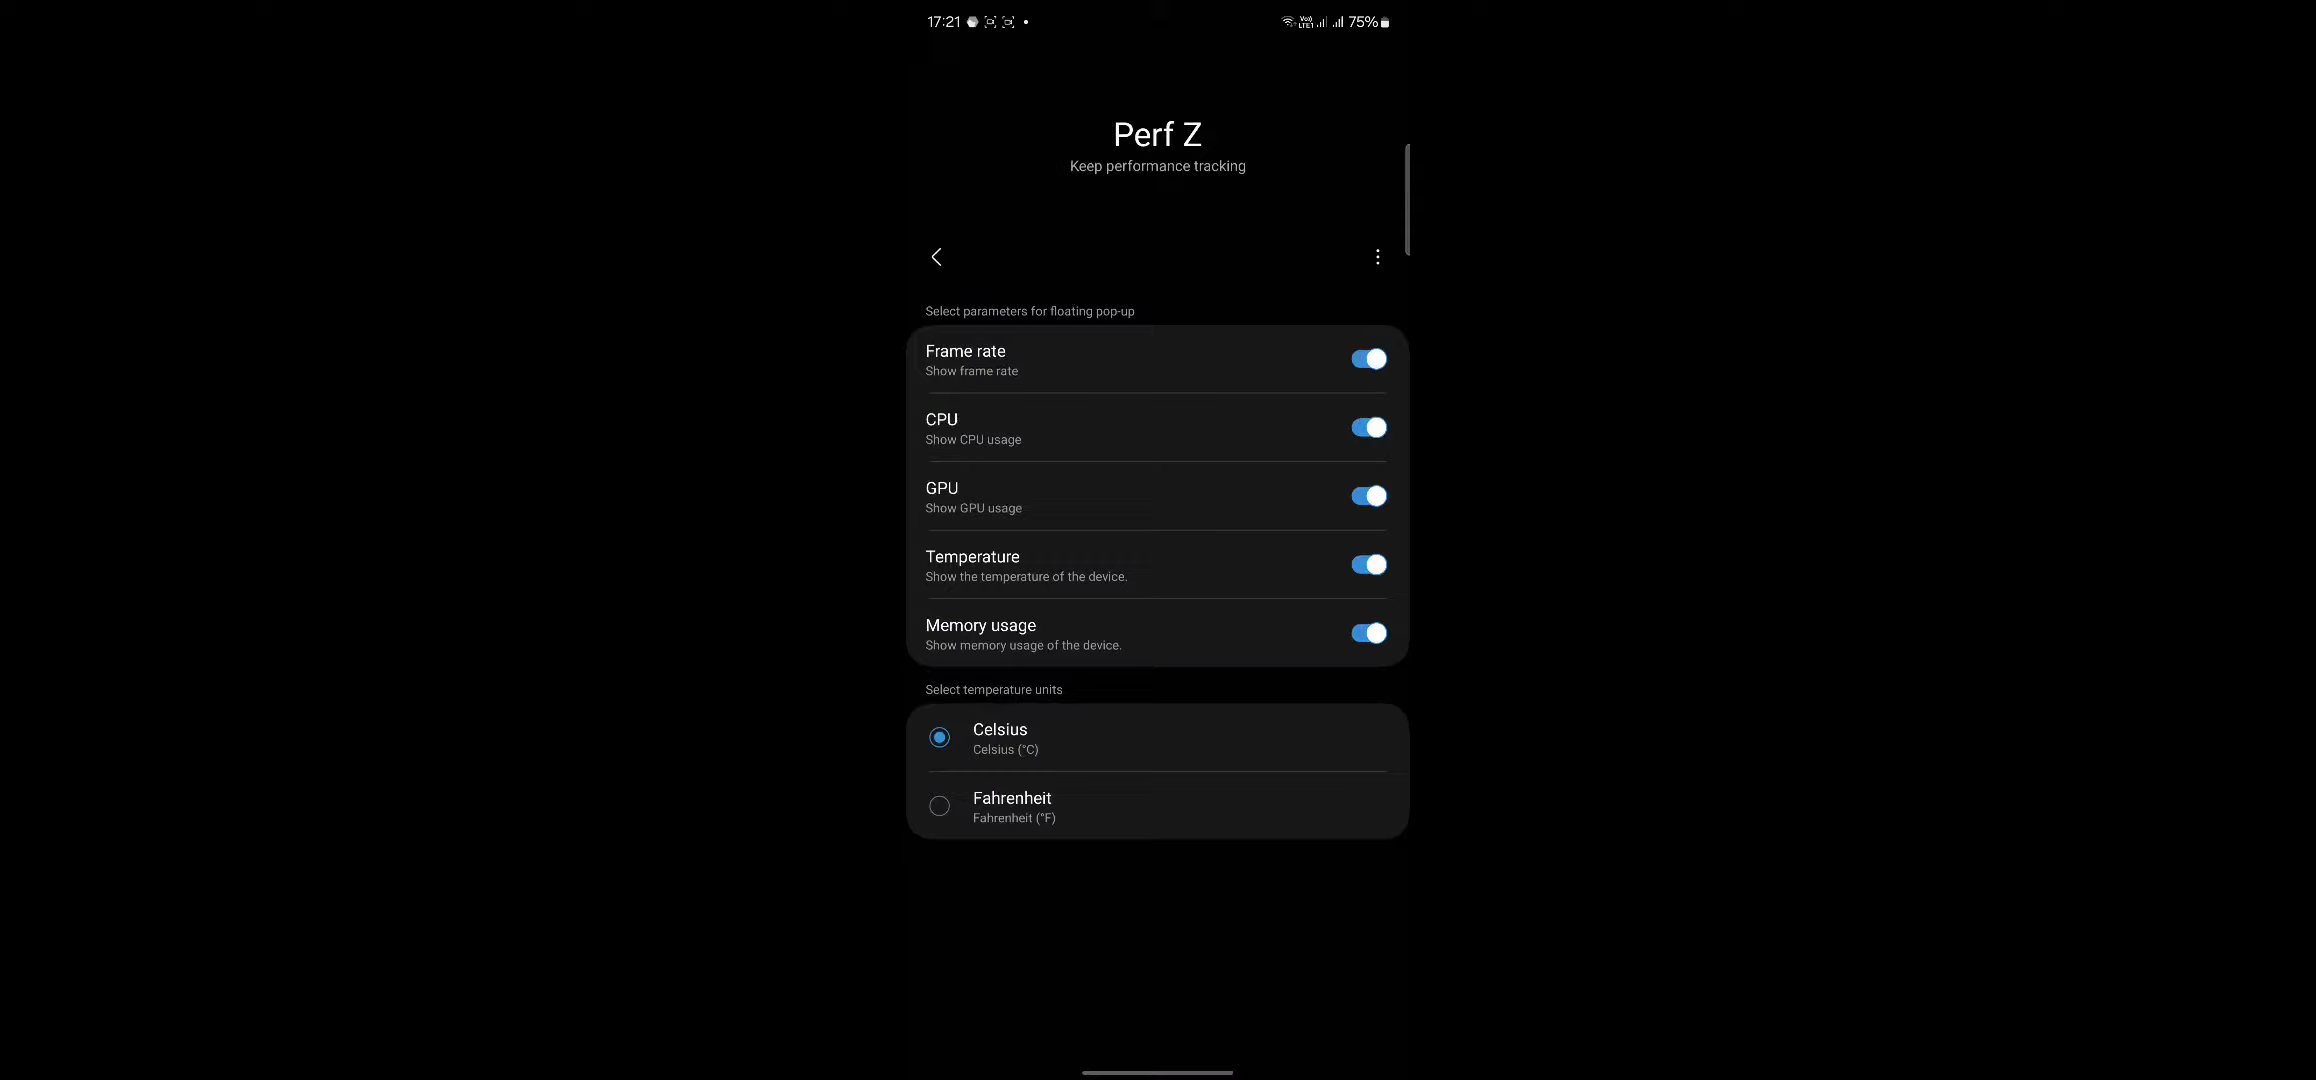 17:21
Vo) LTE1 75%
Perf Z
Keep performance tracking
Select parameters for floating pop-up
Frame rate
Show frame rate
CPU
Show CPU usage
GPU
Show GPU usage
Temperature
Show the temperature of the device.
Memory usage
Show memory usage of the device.
Select temperature units
Celsius
Celsius (°C)
Fahrenheit
Fahrenheit (°F)